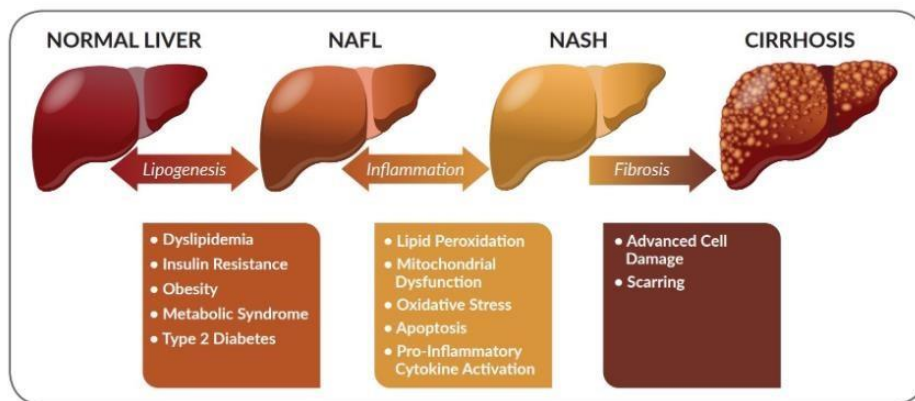 NORMAL LIVER
NAFL
NASH
CIRRHOSIS
Lipogenesis
Inflammation
Fibrosis
• Dyslipidemia
• Insulin Resistance
• Obesity
• Metabolic Syndrome
• Type 2 Diabetes
• Lipid Peroxidation
• Mitochondrial
Dysfunction
• Oxidative Stress
• Apoptosis
• Pro-Inflammatory
Cytokine Activation
• Advanced Cell
Damage
• Scarring